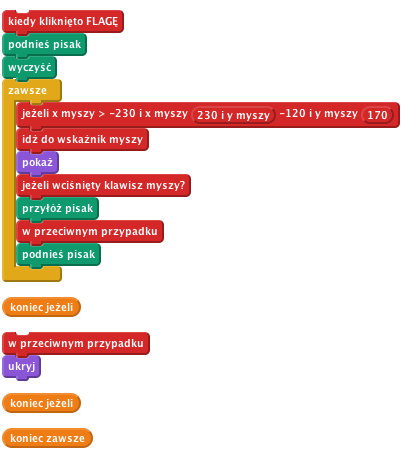 kiedy kliknięto FLAGĘ
podnieś pisak
wyczyść
zawsze
jeżeli x myszy > -230 i x myszy 230 i y myszy -120 i y myszy 170
idź do wskaźnik myszy
pokaż
jeżeli wciśnięty klawisz myszy?
przyłóż pisak
w przeciwnym przypadku
podnieś pisak
koniec jeżeli
w przeciwnym przypadku
ukryj
koniec jeżeli
koniec zawsze